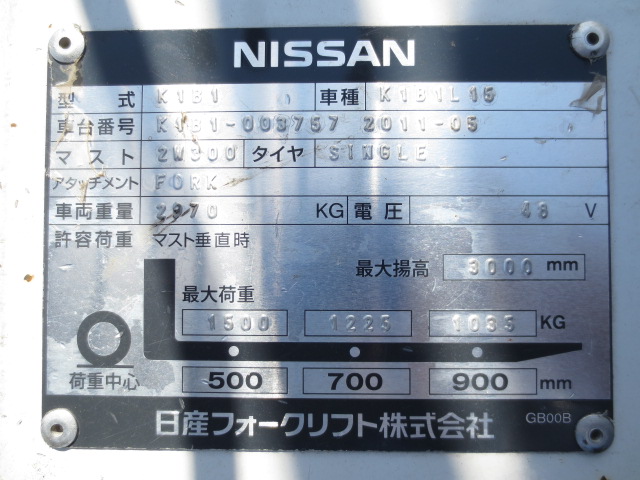 NISSAN
型式 K1B1 車種 K1B1L15
車台番号 K1B1-003757 2011-05
マスト 2W300 タイヤ SINGLE
アタッチメント FORK
車両重量 2970 KG 電圧 48 V
許容荷重 マスト垂直時
最大揚高 3000 mm
最大荷重
1500 1225 1035 KG
荷重中心 500 700 900 mm
日産フォークリフト株式会社 GB00B